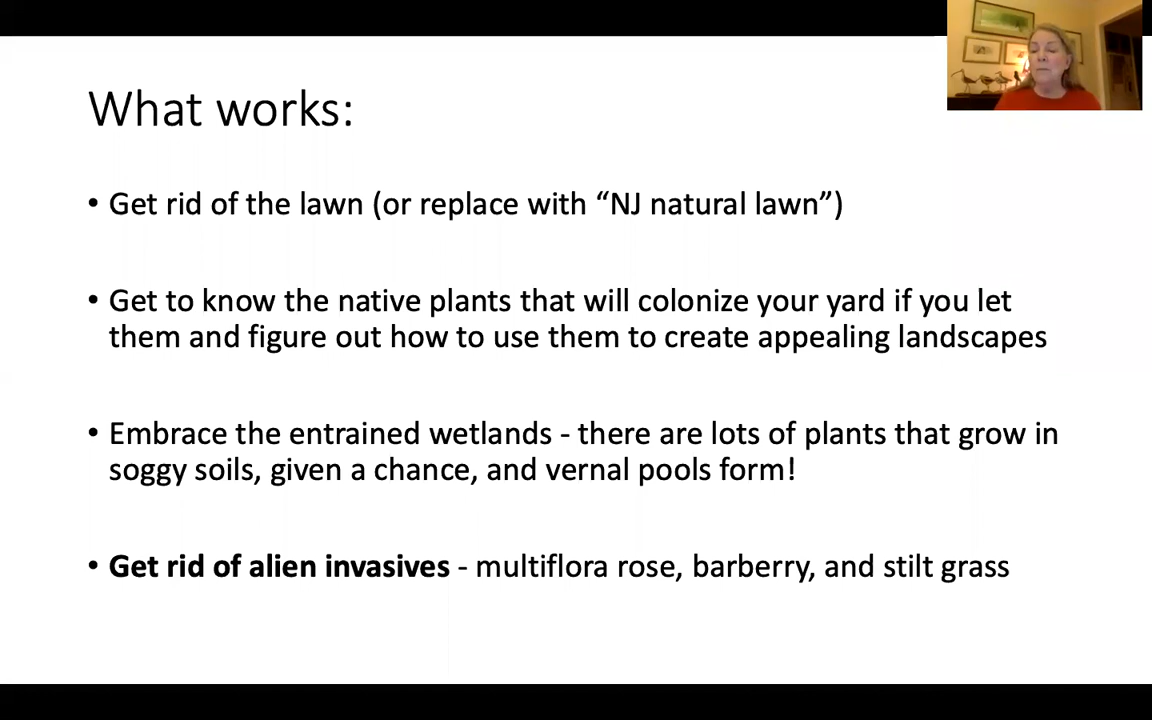 What works:
• Get rid of the lawn (or replace with “NJ natural lawn”)
• Get to know the native plants that will colonize your yard if you let
them and figure out how to use them to create appealing landscapes
• Embrace the entrained wetlands - there are lots of plants that grow in
soggy soils, given a chance, and vernal pools form!
• Get rid of alien invasives - multiflora rose, barberry, and stilt grass